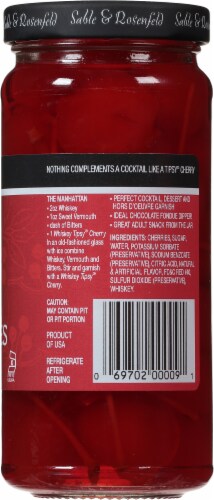 Sable & Rosenfeld Sable & Rosenfeld
NOTHING COMPLEMENTS A COCKTAIL LIKE A TIPSY® CHERRY!
THE MANHATTAN
• 2oz Whiskey
• 1oz Sweet Vermouth
• dash of Bitters
• 1 Whiskey Tipsy® Cherry
In an old-fashioned glass
with ice combine
Whiskey, Vermouth and
Bitters. Stir and garnish
with a Whiskey Tipsy®
Cherry.
CAUTION:
MAY CONTAIN PIT
OR PIT PORTION
PRODUCT
OF USA
REFRIGERATE
AFTER
OPENING
• PERFECT COCKTAIL, DESSERT AND
HORS D'OEUVRE GARNISH
• IDEAL CHOCOLATE FONDUE DIPPER
• GREAT ADULT SNACK FROM THE JAR
INGREDIENTS: CHERRIES, SUGAR,
WATER, POTASSIUM SORBATE
(PRESERVATIVE), SODIUM BENZOATE,
(PRESERVATIVE), CITRIC ACID, NATURAL
& ARTIFICIAL FLAVOR, FD&C RED #40,
SULFUR DIOXIDE (PRESERVATIVE),
WHISKEY.
0 69702 00009 1